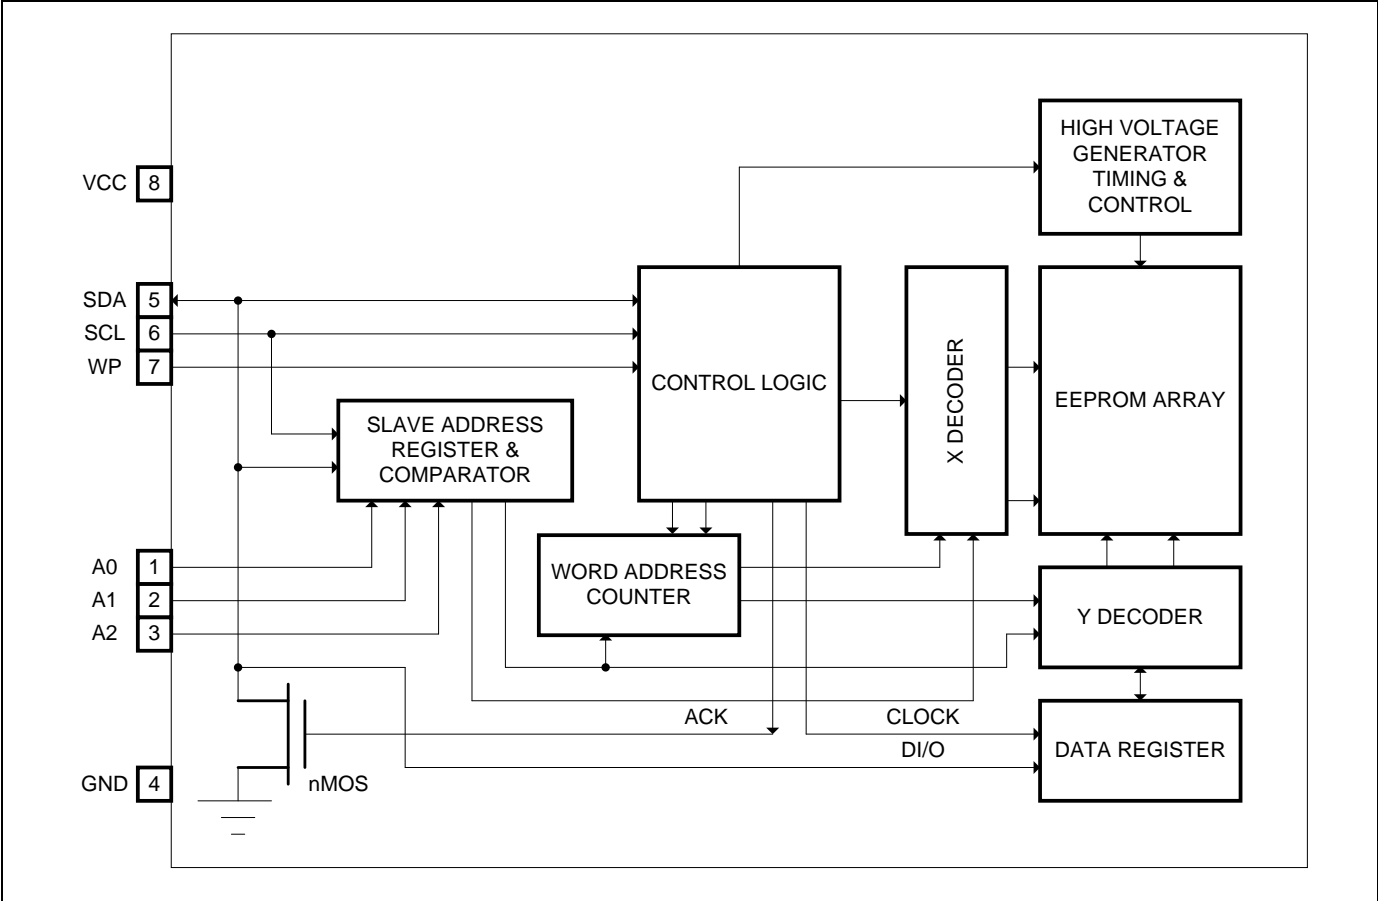 HIGH VOLTAGE
GENERATOR
TIMING &
CONTROL
VCC 8
SDA 5
SCL 6
WP 7
CONTROL LOGIC
X DECODER
EEPROM ARRAY
SLAVE ADDRESS
REGISTER &
COMPARATOR
A0 1
A1 2
A2 3
WORD ADDRESS
COUNTER
Y DECODER
ACK
CLOCK
DI/O
DATA REGISTER
GND 4
nMOS